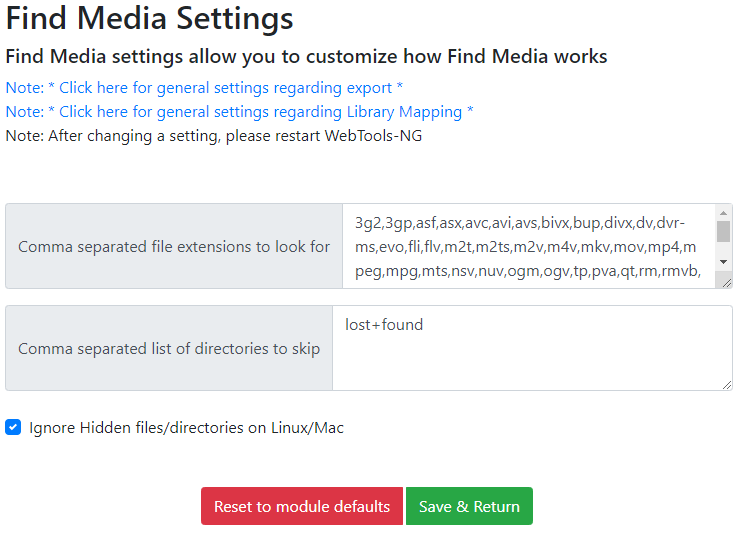 Find Media Settings
Find Media settings allow you to customize how Find Media works
Note: * Click here for general settings regarding export *
Note: * Click here for general settings regarding Library Mapping *
Note: After changing a setting, please restart WebTools-NG
Comma separated file extensions to look for
3g2,3gp,asf,asx,avc,avi,avs,bivx,bup,divx,dv,dvr-
ms,evo,fli,flv,m2t,m2ts,m2v,m4v,mkv,mov,mp4,m
peg,mpg,mts,nsv,nuv,ogm,ogv,tp,pva,qt,rm,rmvb,
Comma separated list of directories to skip
lost+found
Ignore Hidden files/directories on Linux/Mac
Reset to module defaults
Save & Return